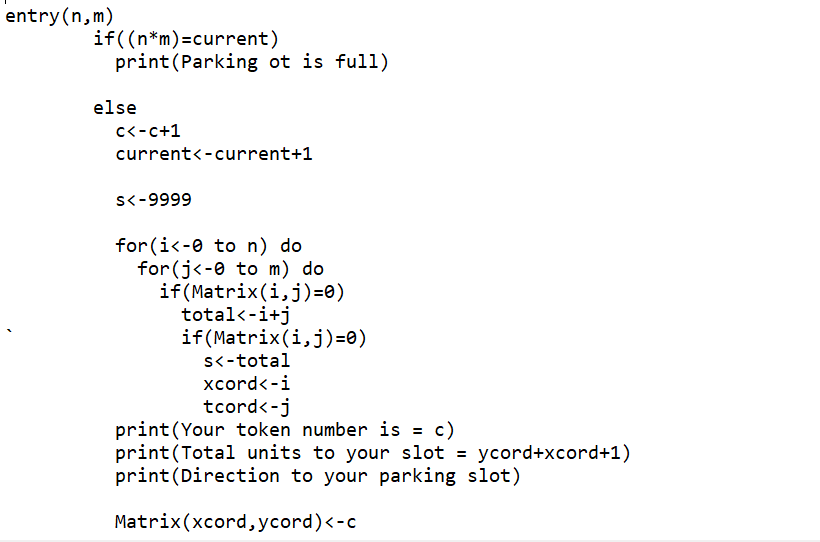 entry(n,m)
if((n*m)=current)
print(Parking ot is full)
else
c<-c+1
current<-current+1
s<-9999
for(i<-0 to n) do
for(j<-0 to m) do
if(Matrix(i,j)=0)
total<-i+j
` if(Matrix(i,j)=0)
s<-total
xcord<-i
tcord<-j
print(Your token number is = c)
print(Total units to your slot = ycord+xcord+1)
print(Direction to your parking slot)
Matrix(xcord,ycord)<-c